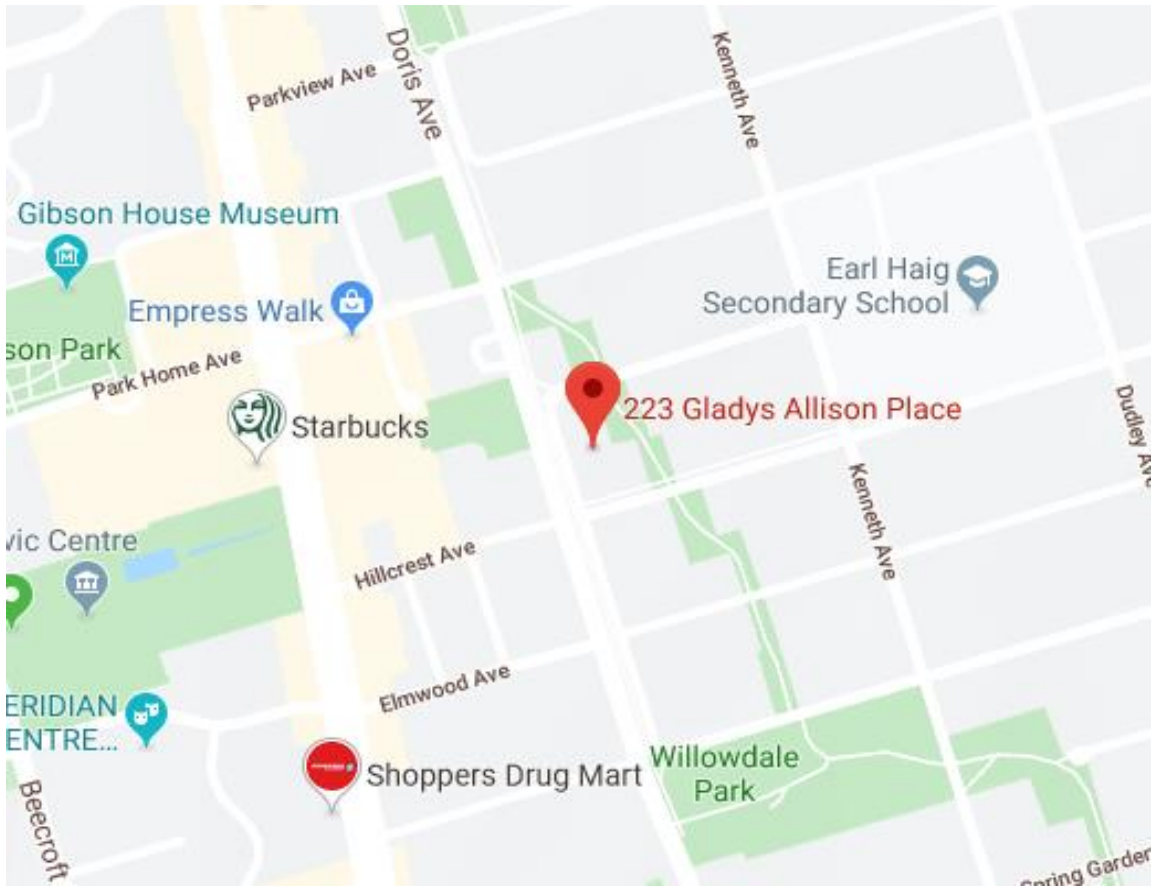 Doris Ave
Kenneth Ave
Parkview Ave
Gibson House Museum
Earl Haig
Secondary School
Empress Walk
son Park
Park Home Ave
Starbucks
223 Gladys Allison Place
Dudley Ave
Kenneth Ave
vic Centre
Hillcrest Ave
Elmwood Ave
ERIDIAN
ENTRE...
Willowdale
Park
Shoppers Drug Mart
Beecroft
Spring Garden